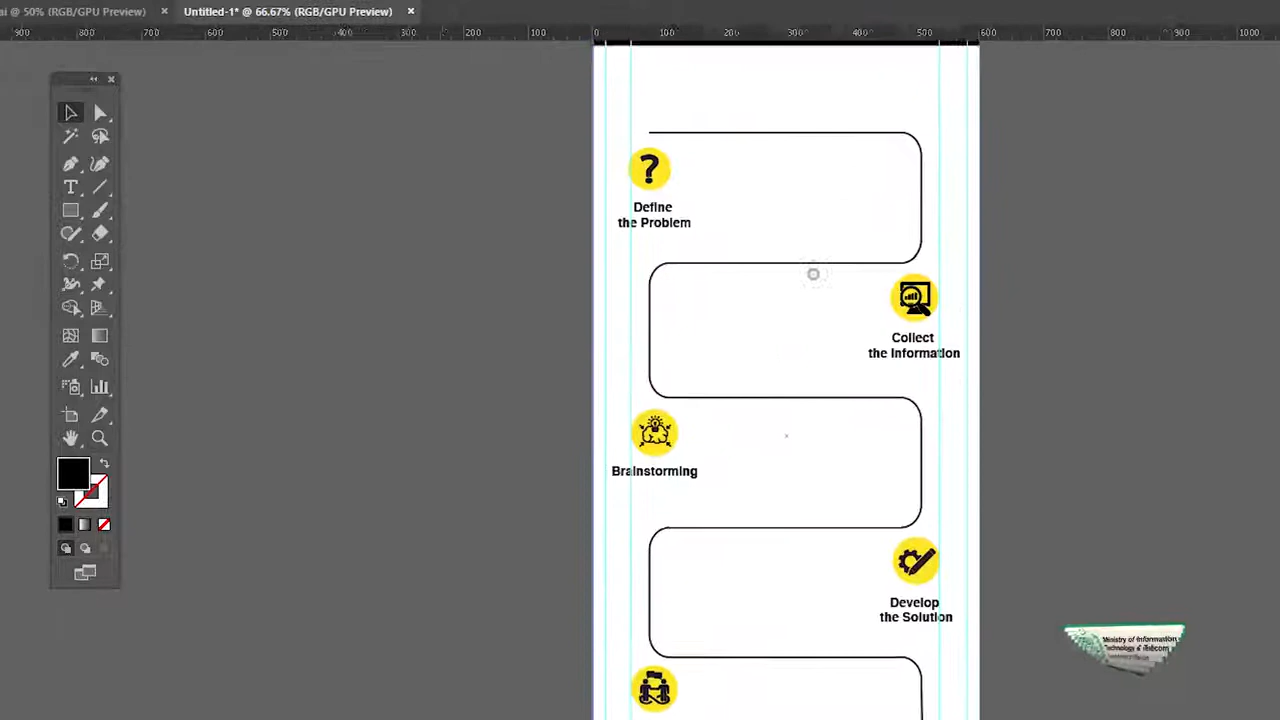 ai @ 50% (RGB/GPU Preview) × Untitled-1* @ 66.67% (RGB/GPU Preview) ×
900 800 700 600 500 400 300 200 100 0 100 200 300 400 500 600 700 800 900 1000
?
Define
the Problem
Collect
the Information
Brainstorming
Develop
the Solution
T
Ministry of Information
Technology & Telecom